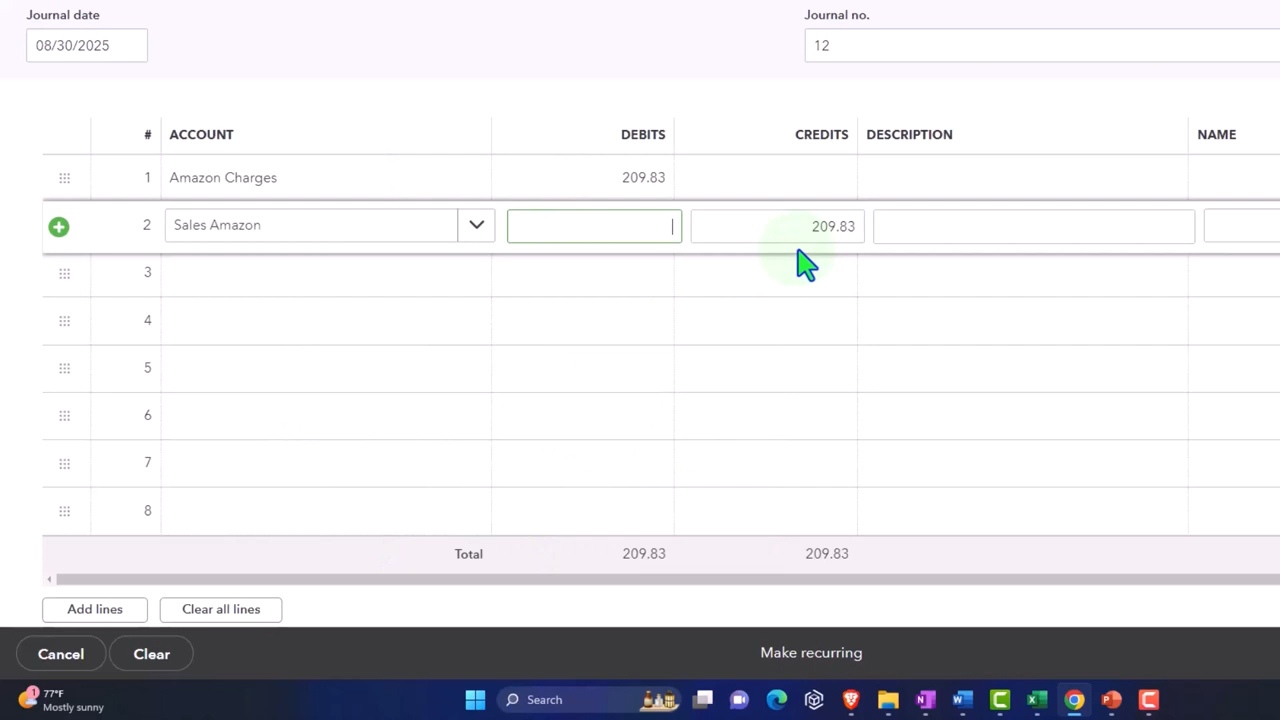 Journal date
Journal no.
08/30/2025
12
# ACCOUNT DEBITS CREDITS DESCRIPTION NAME
1 Amazon Charges 209.83
2 Sales Amazon 209.83
3
4
5
6
7
8
Total 209.83 209.83
Add lines Clear all lines
Cancel Clear Make recurring
1
77°F
Mostly sunny
Search